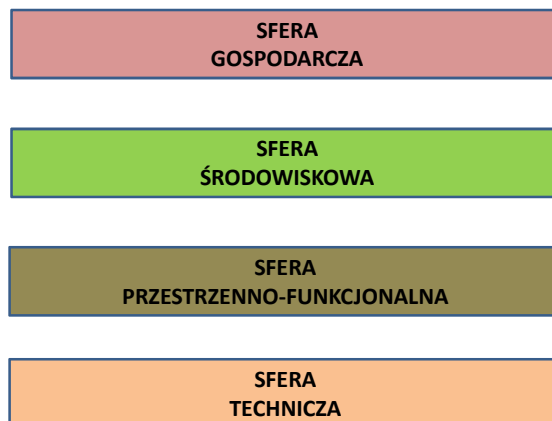 SFERA
GOSPODARCZA
SFERA
ŚRODOWISKOWA
SFERA
PRZESTRZENNO-FUNKCJONALNA
SFERA
TECHNICZA